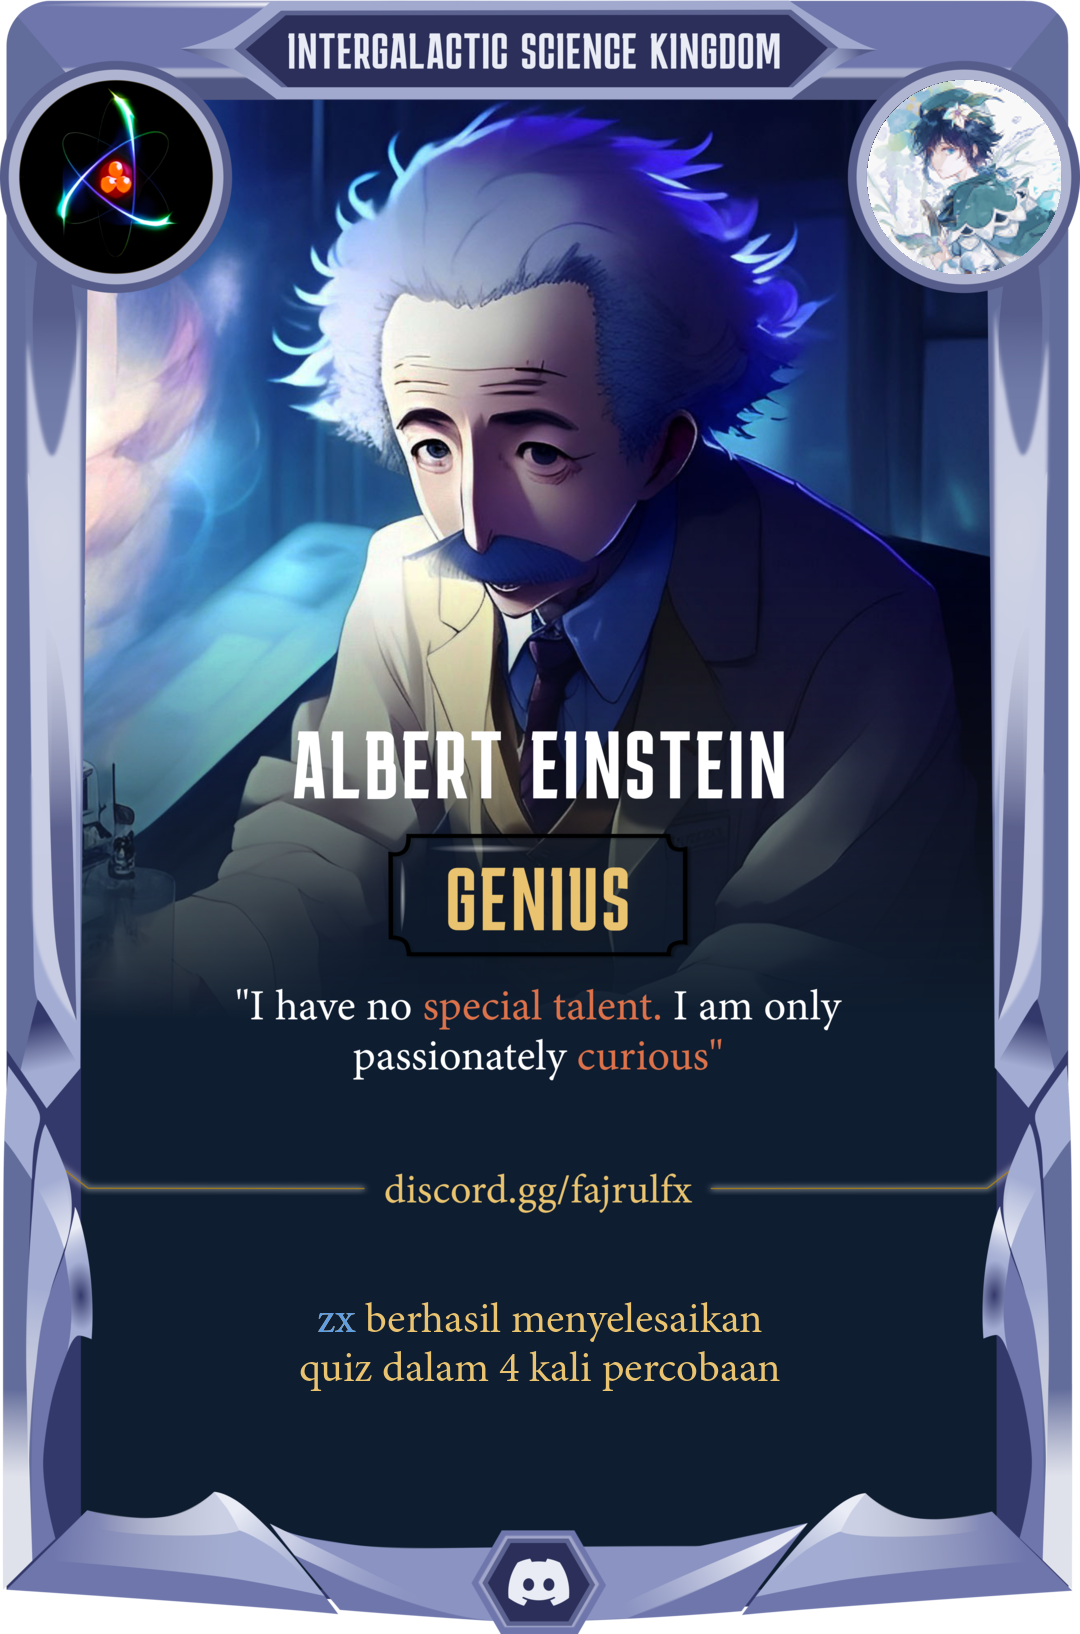 INTERGALACTIC SCIENCE KINGDOM
ALBERT EINSTEIN
GENIUS
"I have no special talent. I am only
passionately curious"
discord.gg/fajrulfx
zx berhasil menyelesaikan
quiz dalam 4 kali percobaan